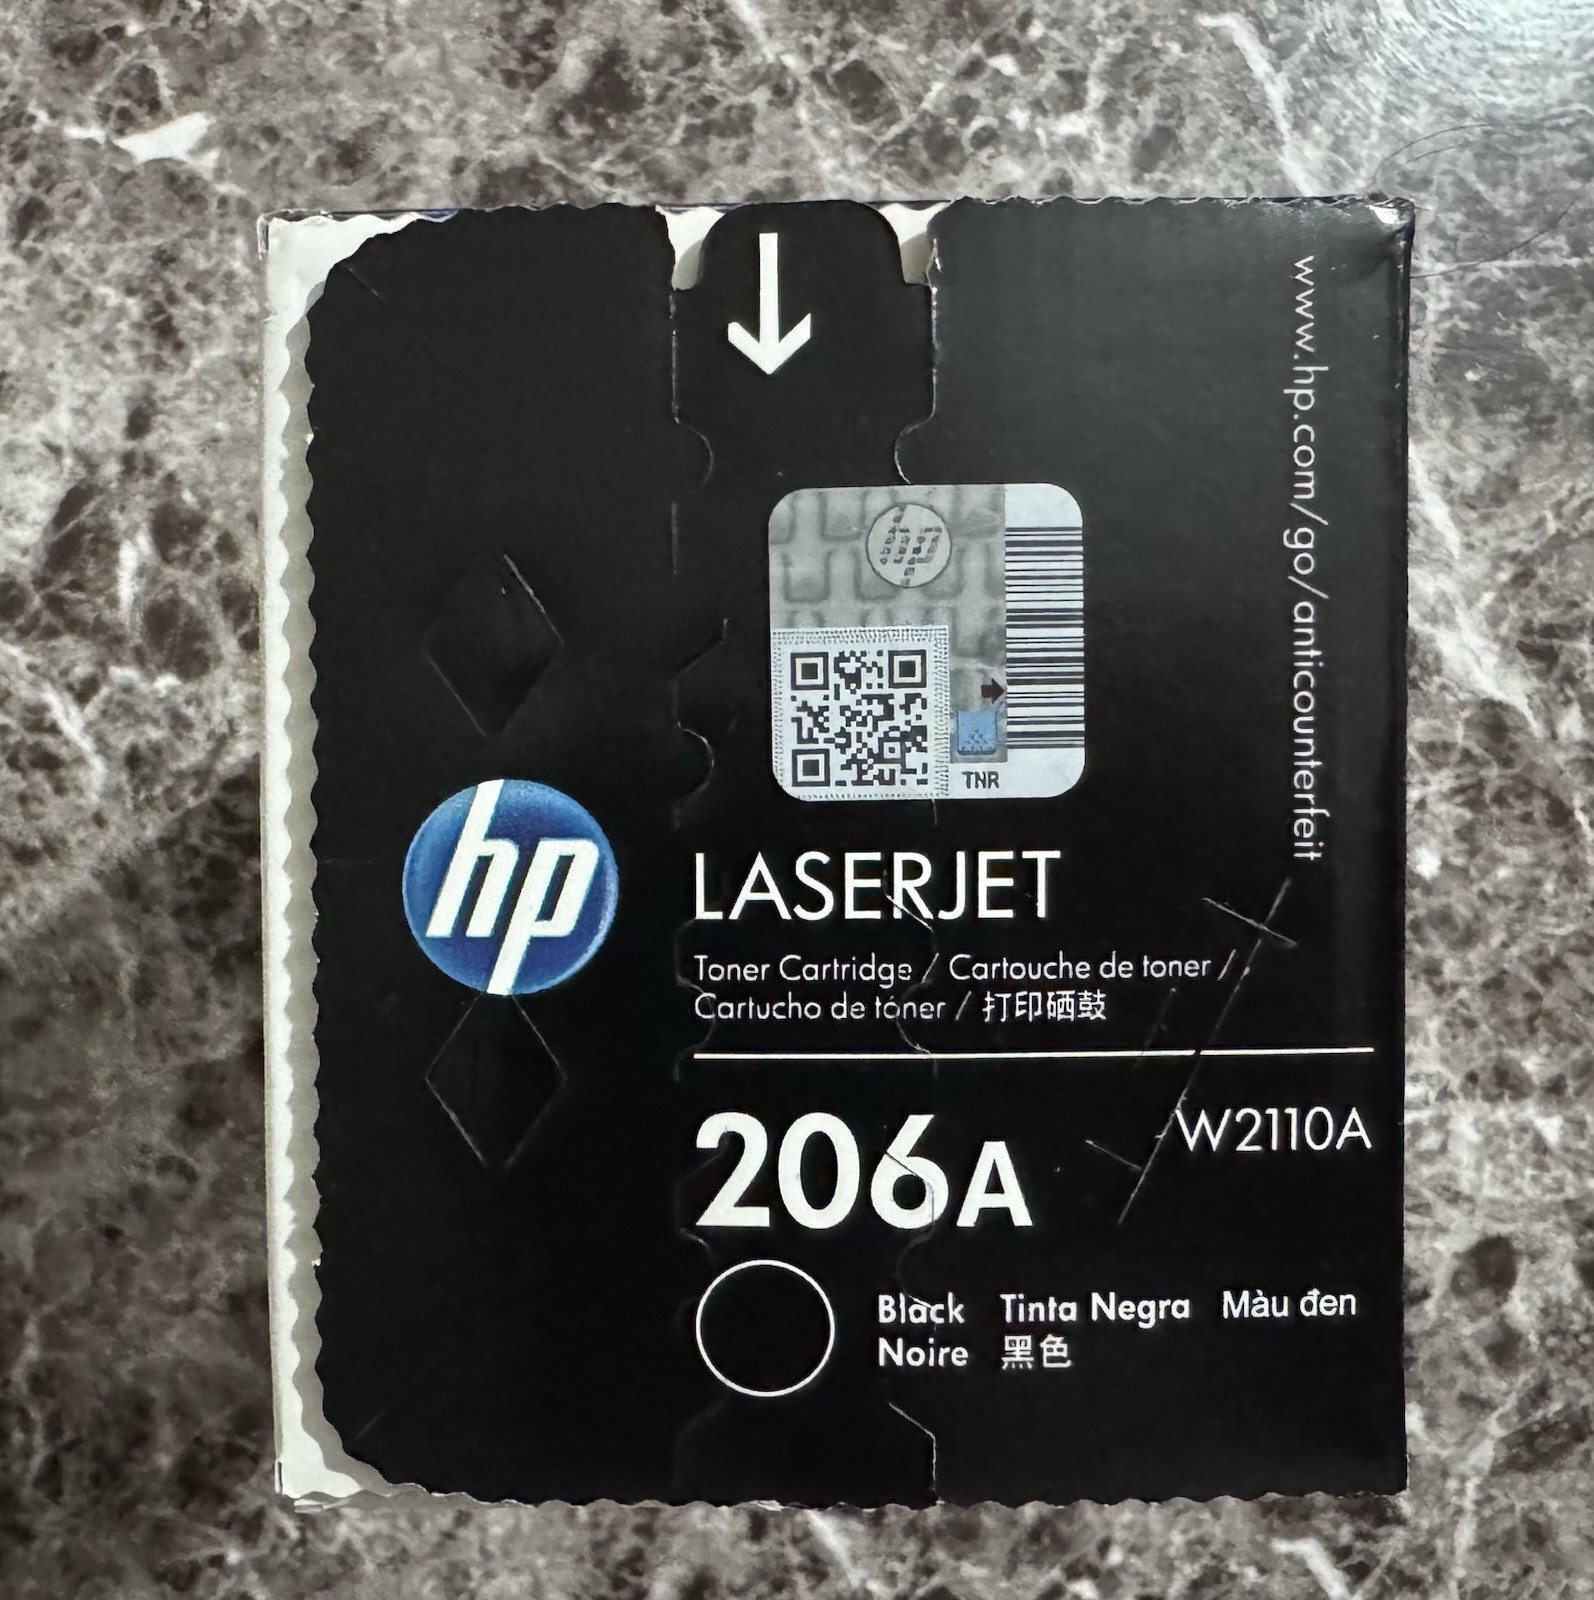 www.hp.com/go/anticounterfeit
hp
TNR
hp
LASERJET
Toner Cartridge / Cartouche de toner /
Cartucho de tóner / 打印硒鼓
206A
W2110A
Black Tinta Negra Màu đen
Noire 黑色